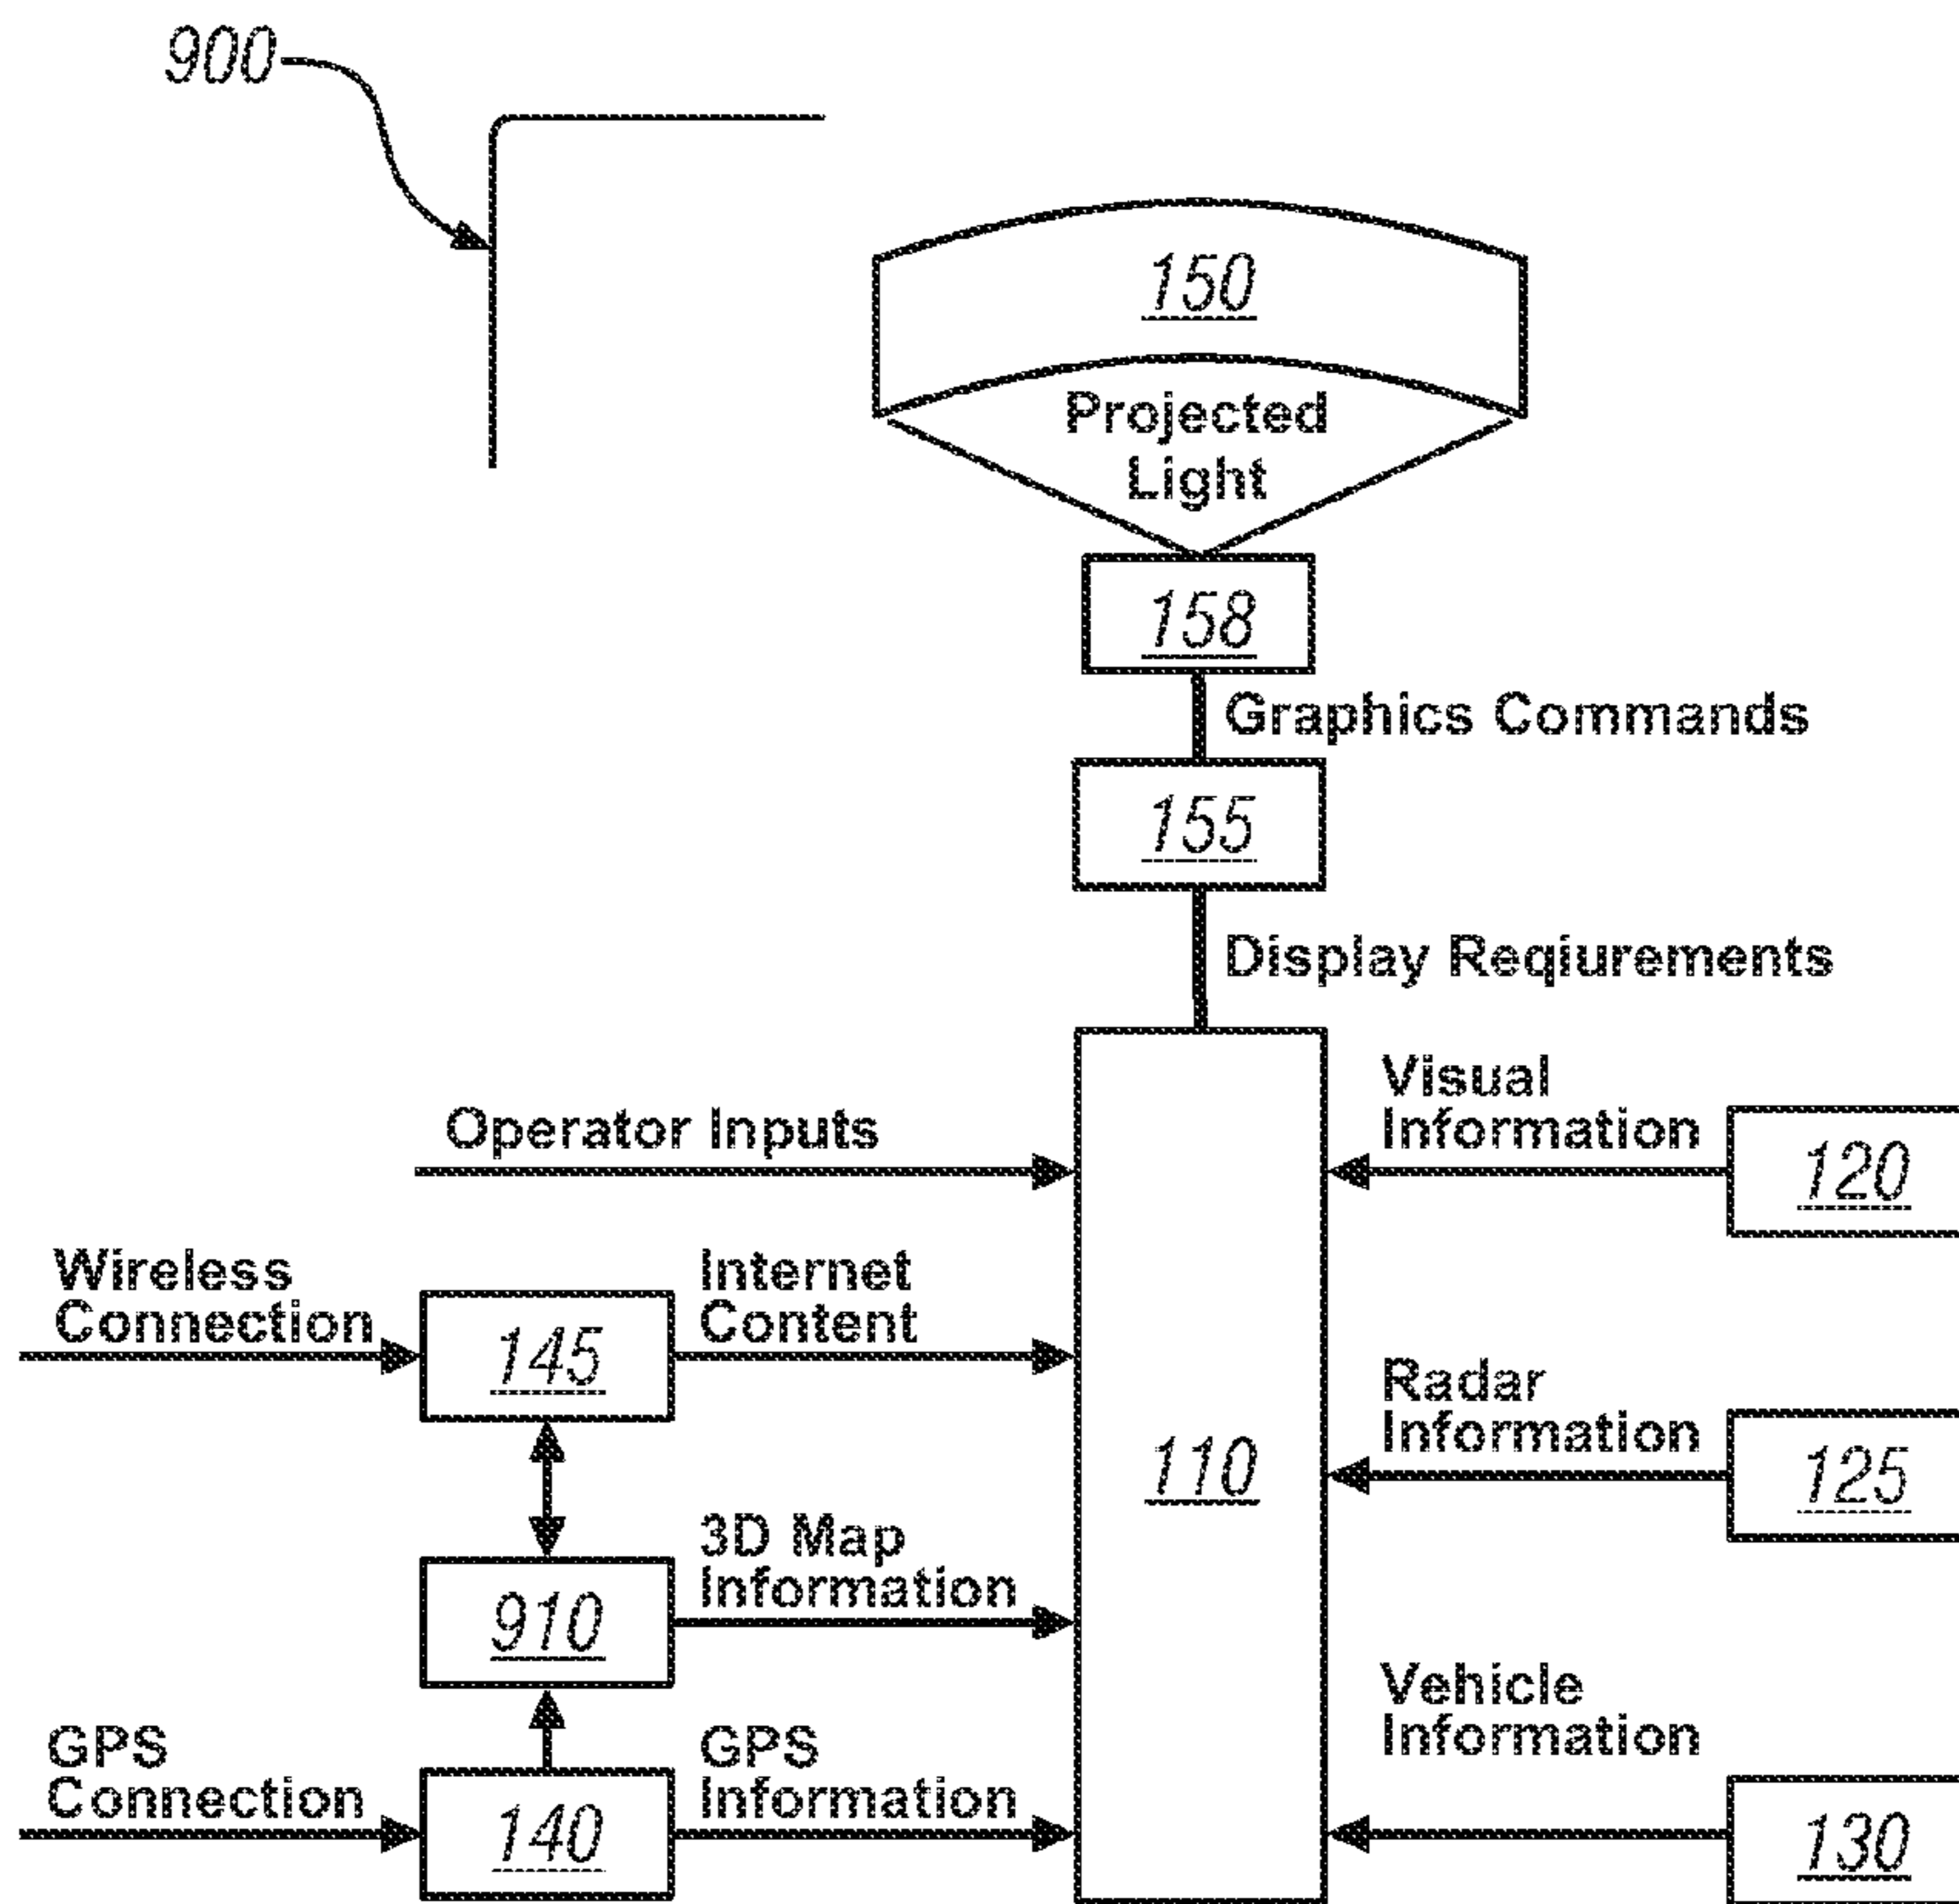 900
150
Projected
Light
158
Graphics Commands
155
Display Reqiurements
Operator Inputs
Visual
Information
120
Wireless
Connection
145
Internet
Content
110
Radar
Information
125
910
3D Map
Information
Vehicle
Information
130
GPS
Connection
140
GPS
Information